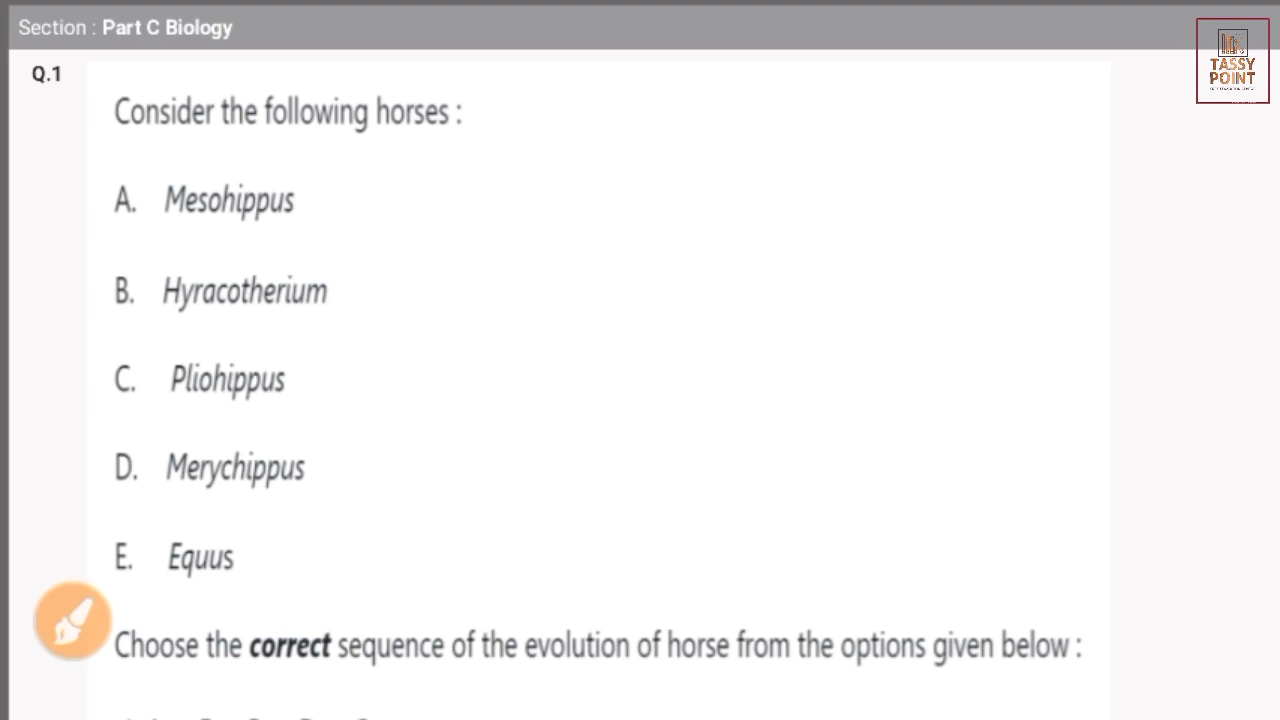 Section : Part C Biology
TASSY
POINT
Q.1
Consider the following horses :
A. Mesohippus
B. Hyracotherium
C. Pliohippus
D. Merychippus
E. Equus
Choose the correct sequence of the evolution of horse from the options given below :